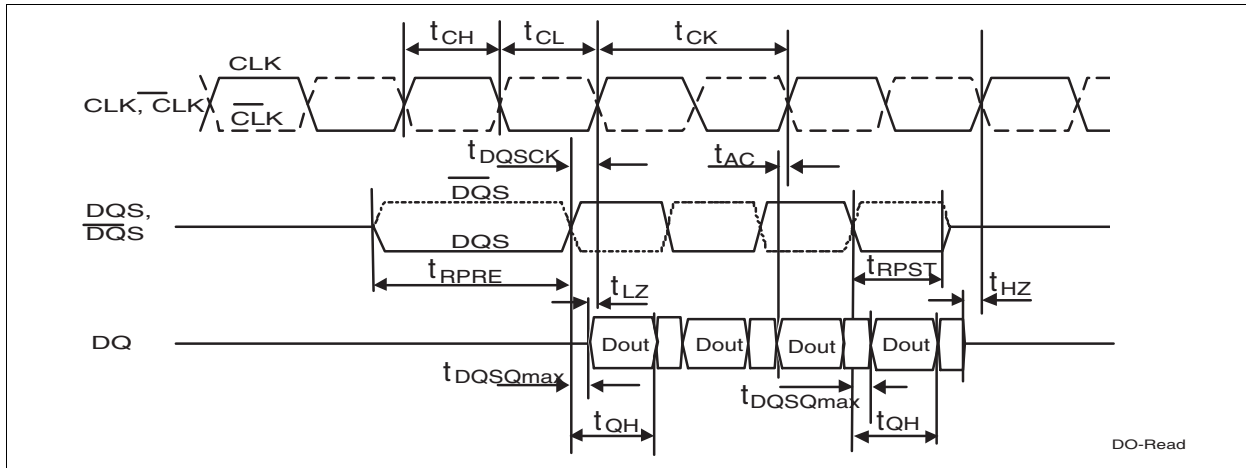 tCH tCL tCK
CLK
CLK, CLK
CLK
tDQSCK tAC
DQS
DQS,
DQS
DQS
tRPRE tRPST
tLZ tHZ
DQ
Dout Dout Dout Dout
tDQSQmax tDQSQmax
tQH tQH
DO-Read